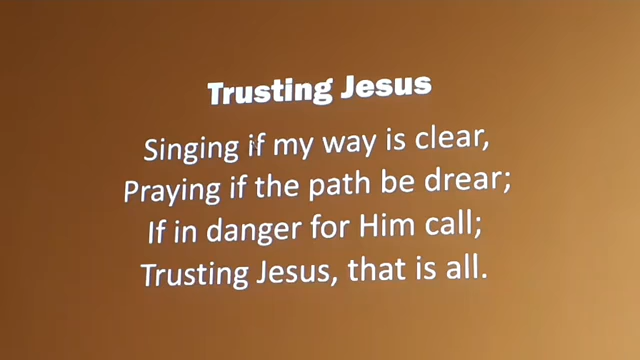 Trusting Jesus
Singing if my way is clear,
Praying if the path be drear;
If in danger for Him call;
Trusting Jesus, that is all.